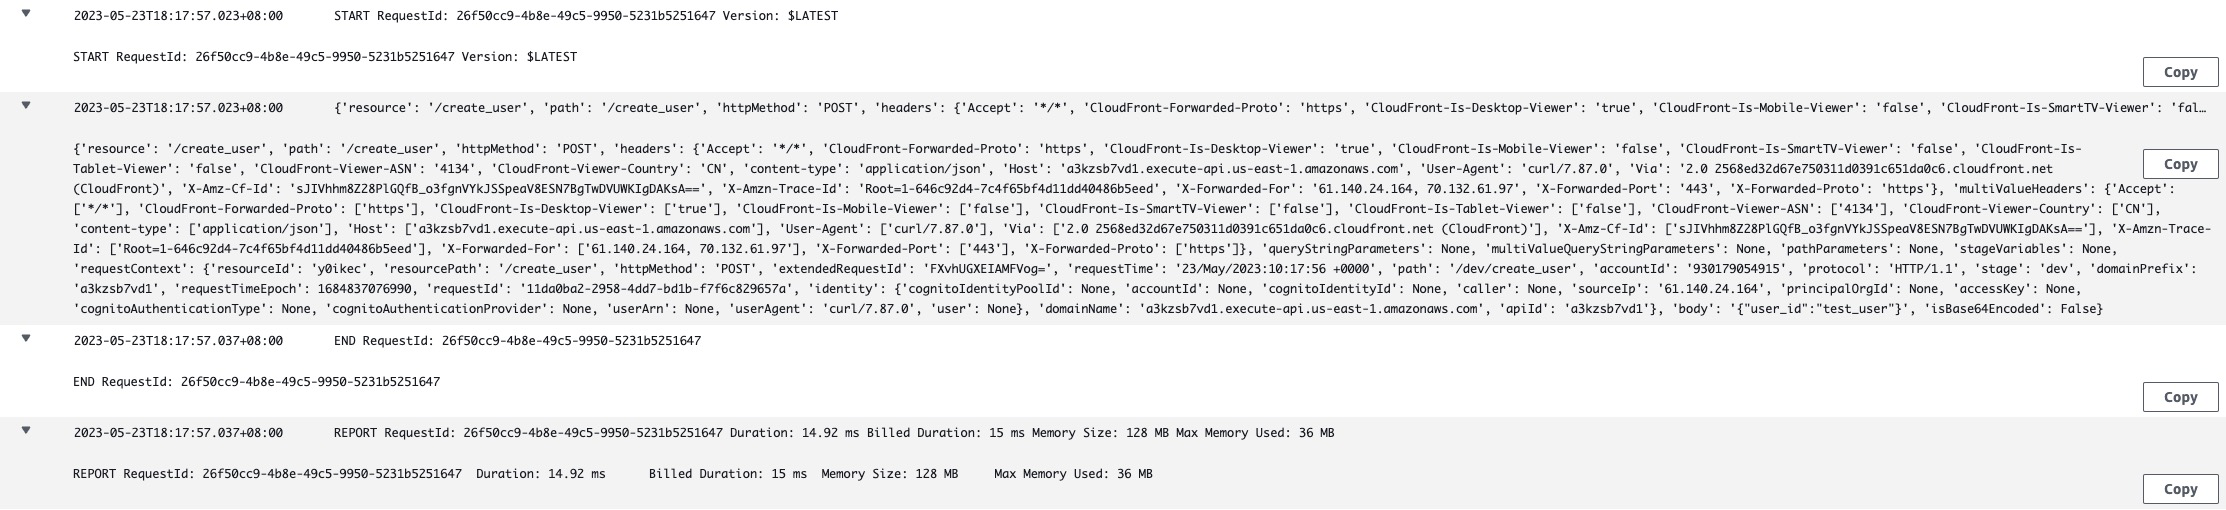 2023-05-23T18:17:57.023+08:00 START RequestId: 26f50cc9-4b8e-49c5-9950-5231b5251647 Version: $LATEST
START RequestId: 26f50cc9-4b8e-49c5-9950-5231b5251647 Version: $LATEST
Copy
2023-05-23T18:17:57.023+08:00 {'resource': '/create_user', 'path': '/create_user', 'httpMethod': 'POST', 'headers': {'Accept': '*/*', 'CloudFront-Forwarded-Proto': 'https', 'CloudFront-Is-Desktop-Viewer': 'true', 'CloudFront-Is-Mobile-Viewer': 'false', 'CloudFront-Is-SmartTV-Viewer': 'fal…
{'resource': '/create_user', 'path': '/create_user', 'httpMethod': 'POST', 'headers': {'Accept': '*/*', 'CloudFront-Forwarded-Proto': 'https', 'CloudFront-Is-Desktop-Viewer': 'true', 'CloudFront-Is-Mobile-Viewer': 'false', 'CloudFront-Is-SmartTV-Viewer': 'false', 'CloudFront-Is-
Copy
Tablet-Viewer': 'false', 'CloudFront-Viewer-ASN': '4134', 'CloudFront-Viewer-Country': 'CN', 'content-type': 'application/json', 'Host': 'a3kzsb7vd1.execute-api.us-east-1.amazonaws.com', 'User-Agent': 'curl/7.87.0', 'Via': '2.0 2568ed32d67e750311d0391c651da0c6.cloudfront.net
(CloudFront)', 'X-Amz-Cf-Id': 'sJIVhhm8Z28PlGQfB_o3fgnVYkJSSpeaV8ESN7BgTwDVUWKIgDAKsA==', 'X-Amzn-Trace-Id': 'Root=1-646c92d4-7c4f65bf4d11dd40486b5eed', 'X-Forwarded-For': '61.140.24.164, 70.132.61.97', 'X-Forwarded-Port': '443', 'X-Forwarded-Proto': 'https'}, 'multiValueHeaders': {'Accept':
['*/*'], 'CloudFront-Forwarded-Proto': ['https'], 'CloudFront-Is-Desktop-Viewer': ['true'], 'CloudFront-Is-Mobile-Viewer': ['false'], 'CloudFront-Is-SmartTV-Viewer': ['false'], 'CloudFront-Is-Tablet-Viewer': ['false'], 'CloudFront-Viewer-ASN': ['4134'], 'CloudFront-Viewer-Country': ['CN'],
'content-type': ['application/json'], 'Host': ['a3kzsb7vd1.execute-api.us-east-1.amazonaws.com'], 'User-Agent': ['curl/7.87.0'], 'Via': ['2.0 2568ed32d67e750311d0391c651da0c6.cloudfront.net (CloudFront)'], 'X-Amz-Cf-Id': ['sJIVhhm8Z28PlGQfB_o3fgnVYkJSSpeaV8ESN7BgTwDVUWKIgDAKsA=='], 'X-Amzn-Trace-
Id': ['Root=1-646c92d4-7c4f65bf4d11dd40486b5eed'], 'X-Forwarded-For': ['61.140.24.164, 70.132.61.97'], 'X-Forwarded-Port': ['443'], 'X-Forwarded-Proto': ['https']}, 'queryStringParameters': None, 'multiValueQueryStringParameters': None, 'pathParameters': None, 'stageVariables': None,
'requestContext': {'resourceId': 'y0ikec', 'resourcePath': '/create_user', 'httpMethod': 'POST', 'extendedRequestId': 'FXvhUGXEIAMFVog=', 'requestTime': '23/May/2023:10:17:56 +0000', 'path': '/dev/create_user', 'accountId': '930179054915', 'protocol': 'HTTP/1.1', 'stage': 'dev', 'domainPrefix':
'a3kzsb7vd1', 'requestTimeEpoch': 1684837076990, 'requestId': '11da0ba2-2958-4dd7-bd1b-f7f6c829657a', 'identity': {'cognitoIdentityPoolId': None, 'accountId': None, 'cognitoIdentityId': None, 'caller': None, 'sourceIp': '61.140.24.164', 'principalOrgId': None, 'accessKey': None,
'cognitoAuthenticationType': None, 'cognitoAuthenticationProvider': None, 'userArn': None, 'userAgent': 'curl/7.87.0', 'user': None}, 'domainName': 'a3kzsb7vd1.execute-api.us-east-1.amazonaws.com', 'apiId': 'a3kzsb7vd1'}, 'body': '{"user_id":"test_user"}', 'isBase64Encoded': False}
2023-05-23T18:17:57.037+08:00 END RequestId: 26f50cc9-4b8e-49c5-9950-5231b5251647
END RequestId: 26f50cc9-4b8e-49c5-9950-5231b5251647
Copy
2023-05-23T18:17:57.037+08:00 REPORT RequestId: 26f50cc9-4b8e-49c5-9950-5231b5251647 Duration: 14.92 ms Billed Duration: 15 ms Memory Size: 128 MB Max Memory Used: 36 MB
REPORT RequestId: 26f50cc9-4b8e-49c5-9950-5231b5251647 Duration: 14.92 ms Billed Duration: 15 ms Memory Size: 128 MB Max Memory Used: 36 MB
Copy